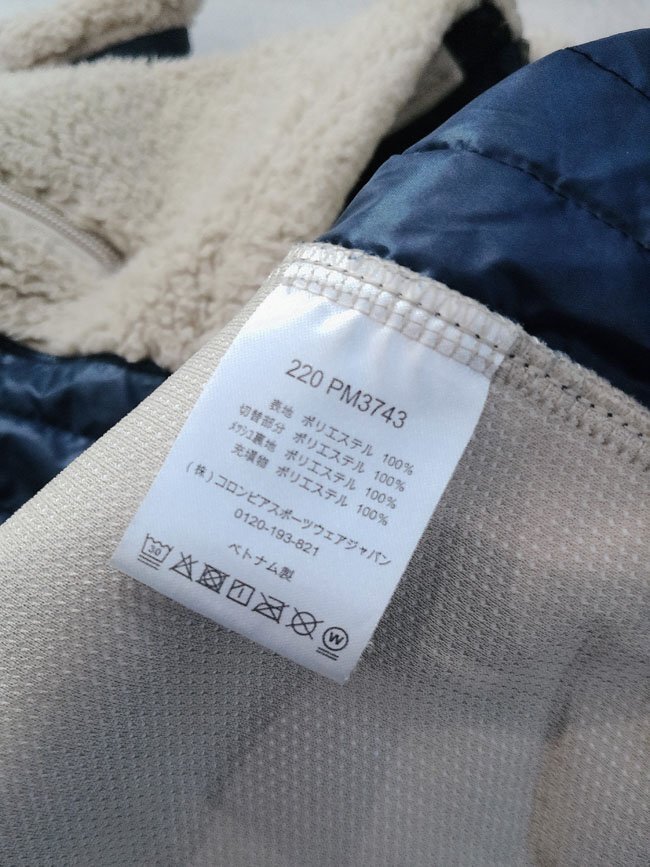 220 PM3743
表地 ポリエステル 100%
切替部分 ポリエステル 100%
メッシュ裏地 ポリエステル 100%
充填物 ポリエステル 100%
(株)コロンビアスポーツウェアジャパン
0120-193-821
ベトナム製
30
W